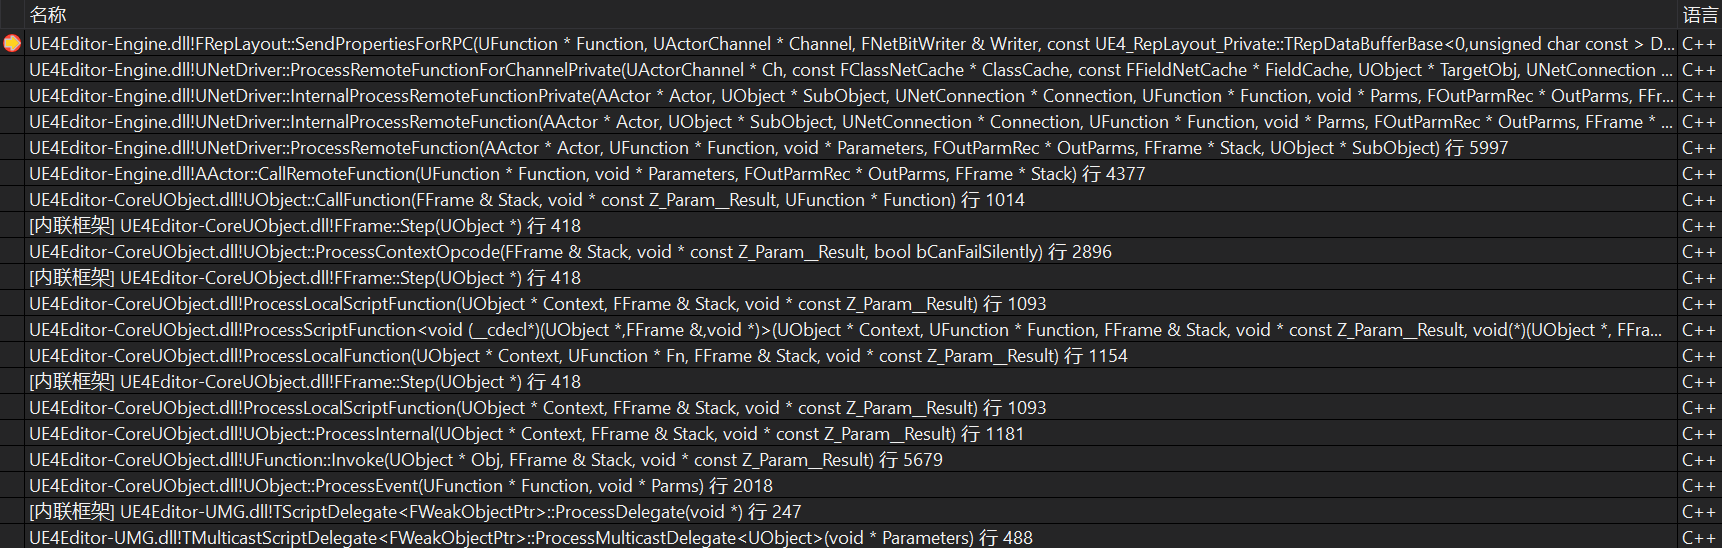 名称 语言
UE4Editor-Engine.dll!FRepLayout::SendPropertiesForRPC(UFunction * Function, UActorChannel * Channel, FNetBitWriter & Writer, const UE4_RepLayout_Private::TRepDataBufferBase<0,unsigned char const > D... C++
UE4Editor-Engine.dll!UNetDriver::ProcessRemoteFunctionForChannelPrivate(UActorChannel * Ch, const FClassNetCache * ClassCache, const FFieldNetCache * FieldCache, UObject * TargetObj, UNetConnection ... C++
UE4Editor-Engine.dll!UNetDriver::InternalProcessRemoteFunctionPrivate(AActor * Actor, UObject * SubObject, UNetConnection * Connection, UFunction * Function, void * Parms, FOutParmRec * OutParms, FFr... C++
UE4Editor-Engine.dll!UNetDriver::InternalProcessRemoteFunction(AActor * Actor, UObject * SubObject, UNetConnection * Connection, UFunction * Function, void * Parms, FOutParmRec * OutParms, FFrame * ... C++
UE4Editor-Engine.dll!UNetDriver::ProcessRemoteFunction(AActor * Actor, UFunction * Function, void * Parameters, FOutParmRec * OutParms, FFrame * Stack, UObject * SubObject) 行 5997 C++
UE4Editor-Engine.dll!AActor::CallRemoteFunction(UFunction * Function, void * Parameters, FOutParmRec * OutParms, FFrame * Stack) 行 4377 C++
UE4Editor-CoreUObject.dll!UObject::CallFunction(FFrame & Stack, void * const Z_Param__Result, UFunction * Function) 行 1014 C++
[内联框架] UE4Editor-CoreUObject.dll!FFrame::Step(UObject *) 行 418 C++
UE4Editor-CoreUObject.dll!UObject::ProcessContextOpcode(FFrame & Stack, void * const Z_Param__Result, bool bCanFailSilently) 行 2896 C++
[内联框架] UE4Editor-CoreUObject.dll!FFrame::Step(UObject *) 行 418 C++
UE4Editor-CoreUObject.dll!ProcessLocalScriptFunction(UObject * Context, FFrame & Stack, void * const Z_Param__Result) 行 1093 C++
UE4Editor-CoreUObject.dll!ProcessScriptFunction<void (__cdecl*)(UObject *,FFrame &,void *)>(UObject * Context, UFunction * Function, FFrame & Stack, void * const Z_Param__Result, void(*)(UObject *, FFra... C++
UE4Editor-CoreUObject.dll!ProcessLocalFunction(UObject * Context, UFunction * Fn, FFrame & Stack, void * const Z_Param__Result) 行 1154 C++
[内联框架] UE4Editor-CoreUObject.dll!FFrame::Step(UObject *) 行 418 C++
UE4Editor-CoreUObject.dll!ProcessLocalScriptFunction(UObject * Context, FFrame & Stack, void * const Z_Param__Result) 行 1093 C++
UE4Editor-CoreUObject.dll!UObject::ProcessInternal(UObject * Context, FFrame & Stack, void * const Z_Param__Result) 行 1181 C++
UE4Editor-CoreUObject.dll!UFunction::Invoke(UObject * Obj, FFrame & Stack, void * const Z_Param__Result) 行 5679 C++
UE4Editor-CoreUObject.dll!UObject::ProcessEvent(UFunction * Function, void * Parms) 行 2018 C++
[内联框架] UE4Editor-UMG.dll!TScriptDelegate<FWeakObjectPtr>::ProcessDelegate(void *) 行 247 C++
UE4Editor-UMG.dll!TMulticastScriptDelegate<FWeakObjectPtr>::ProcessMulticastDelegate<UObject>(void * Parameters) 行 488 C++